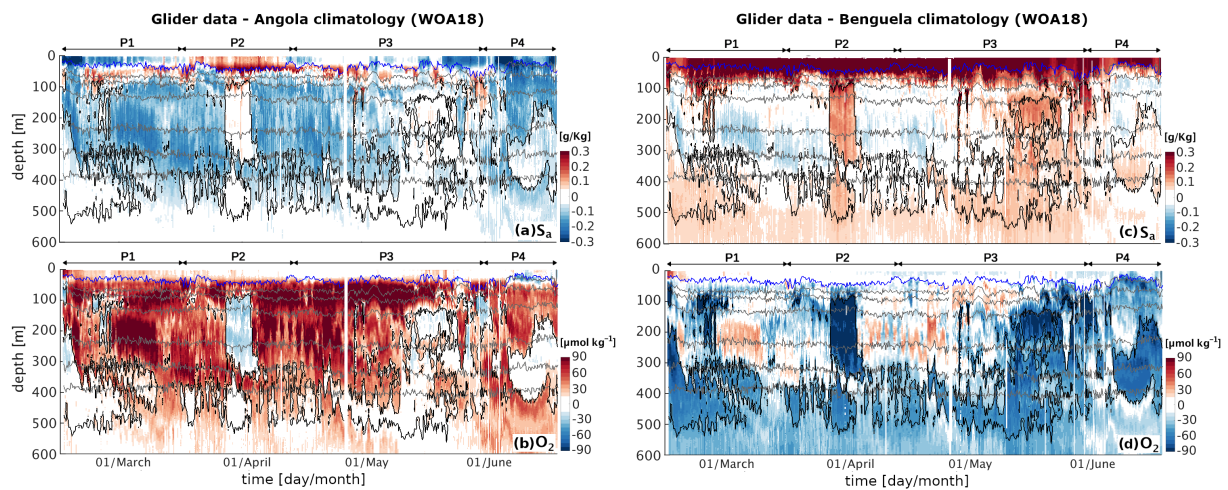 Glider data - Angola climatology (WOA18)
P1 P2 P3 P4
0
100
200
300
400
500
600
depth [m]
[g/Kg]
0.3
0.2
0.1
0
-0.1
-0.2
-0.3
(a)Sₐ
P1 P2 P3 P4
0
100
200
300
400
500
600
depth [m]
[µmol kg⁻¹]
90
60
30
0
-30
-60
-90
(b)O₂
01/March 01/April 01/May 01/June
time [day/month]
Glider data - Benguela climatology (WOA18)
P1 P2 P3 P4
0
100
200
300
400
500
600
[g/Kg]
0.3
0.2
0.1
0
-0.1
-0.2
-0.3
(c)Sₐ
P1 P2 P3 P4
0
100
200
300
400
500
600
[µmol kg⁻¹]
90
60
30
0
-30
-60
-90
(d)O₂
01/March 01/April 01/May 01/June
time [day/month]